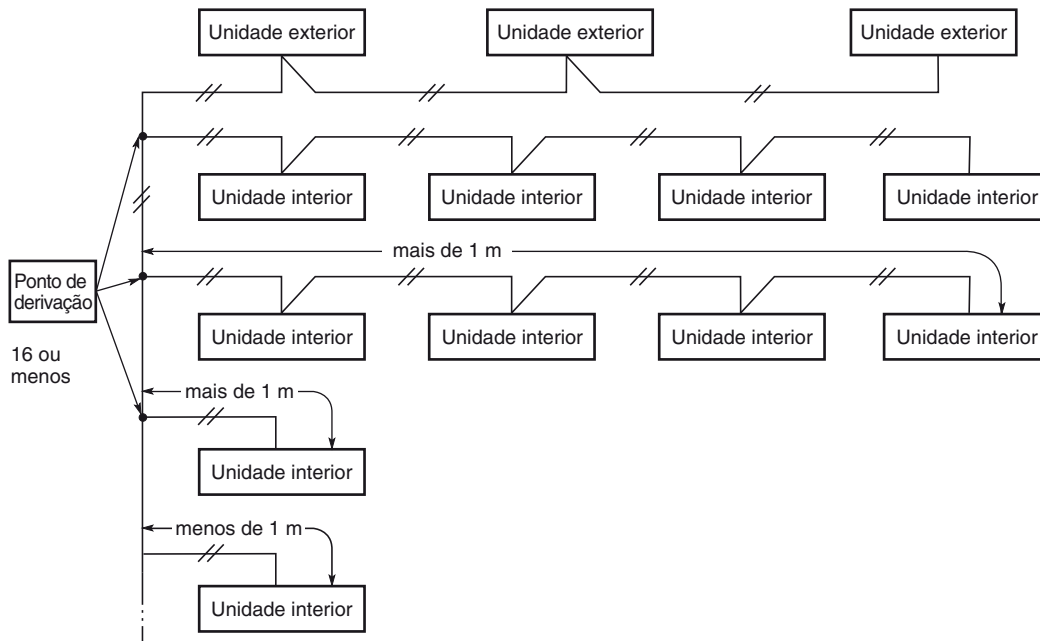 Unidade exterior
Unidade exterior
Unidade exterior
Unidade interior
Unidade interior
Unidade interior
Unidade interior
mais de 1 m
Ponto de
derivação
16 ou
menos
Unidade interior
Unidade interior
Unidade interior
Unidade interior
mais de 1 m
Unidade interior
menos de 1 m
Unidade interior